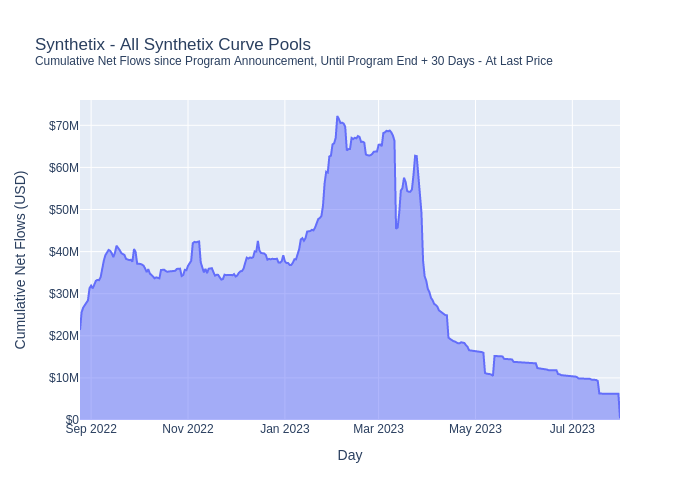 Synthetix - All Synthetix Curve Pools
Cumulative Net Flows since Program Announcement, Until Program End + 30 Days - At Last Price
Cumulative Net Flows (USD)
$70M
$60M
$50M
$40M
$30M
$20M
$10M
$0
Sep 2022 Nov 2022 Jan 2023 Mar 2023 May 2023 Jul 2023
Day